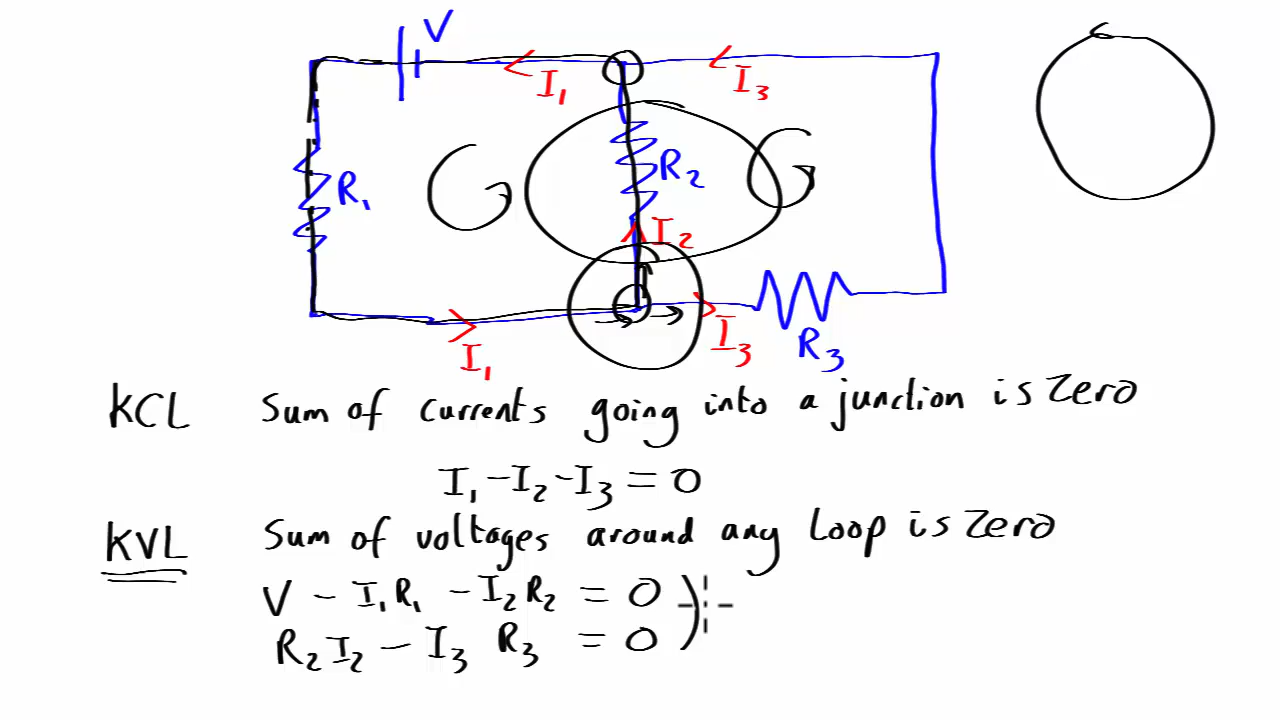 V
I₁ I₃
R₁ R₂
I₂
I₁ I₃ R₃
KCL Sum of currents going into a junction is zero
I₁ - I₂ - I₃ = 0
KVL Sum of voltages around any loop is zero
V - I₁R₁ - I₂R₂ = 0
R₂I₂ - I₃ R₃ = 0